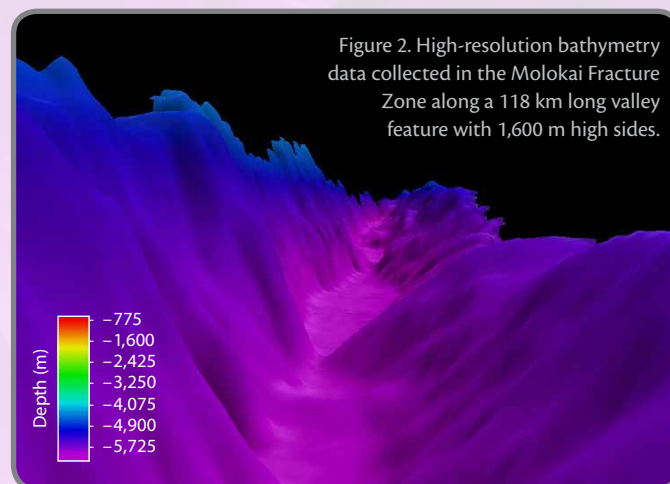 Figure 2. High-resolution bathymetry
data collected in the Molokai Fracture
Zone along a 118 km long valley
feature with 1,600 m high sides.
Depth (m)
−775
−1,600
−2,425
−3,250
−4,075
−4,900
−5,725